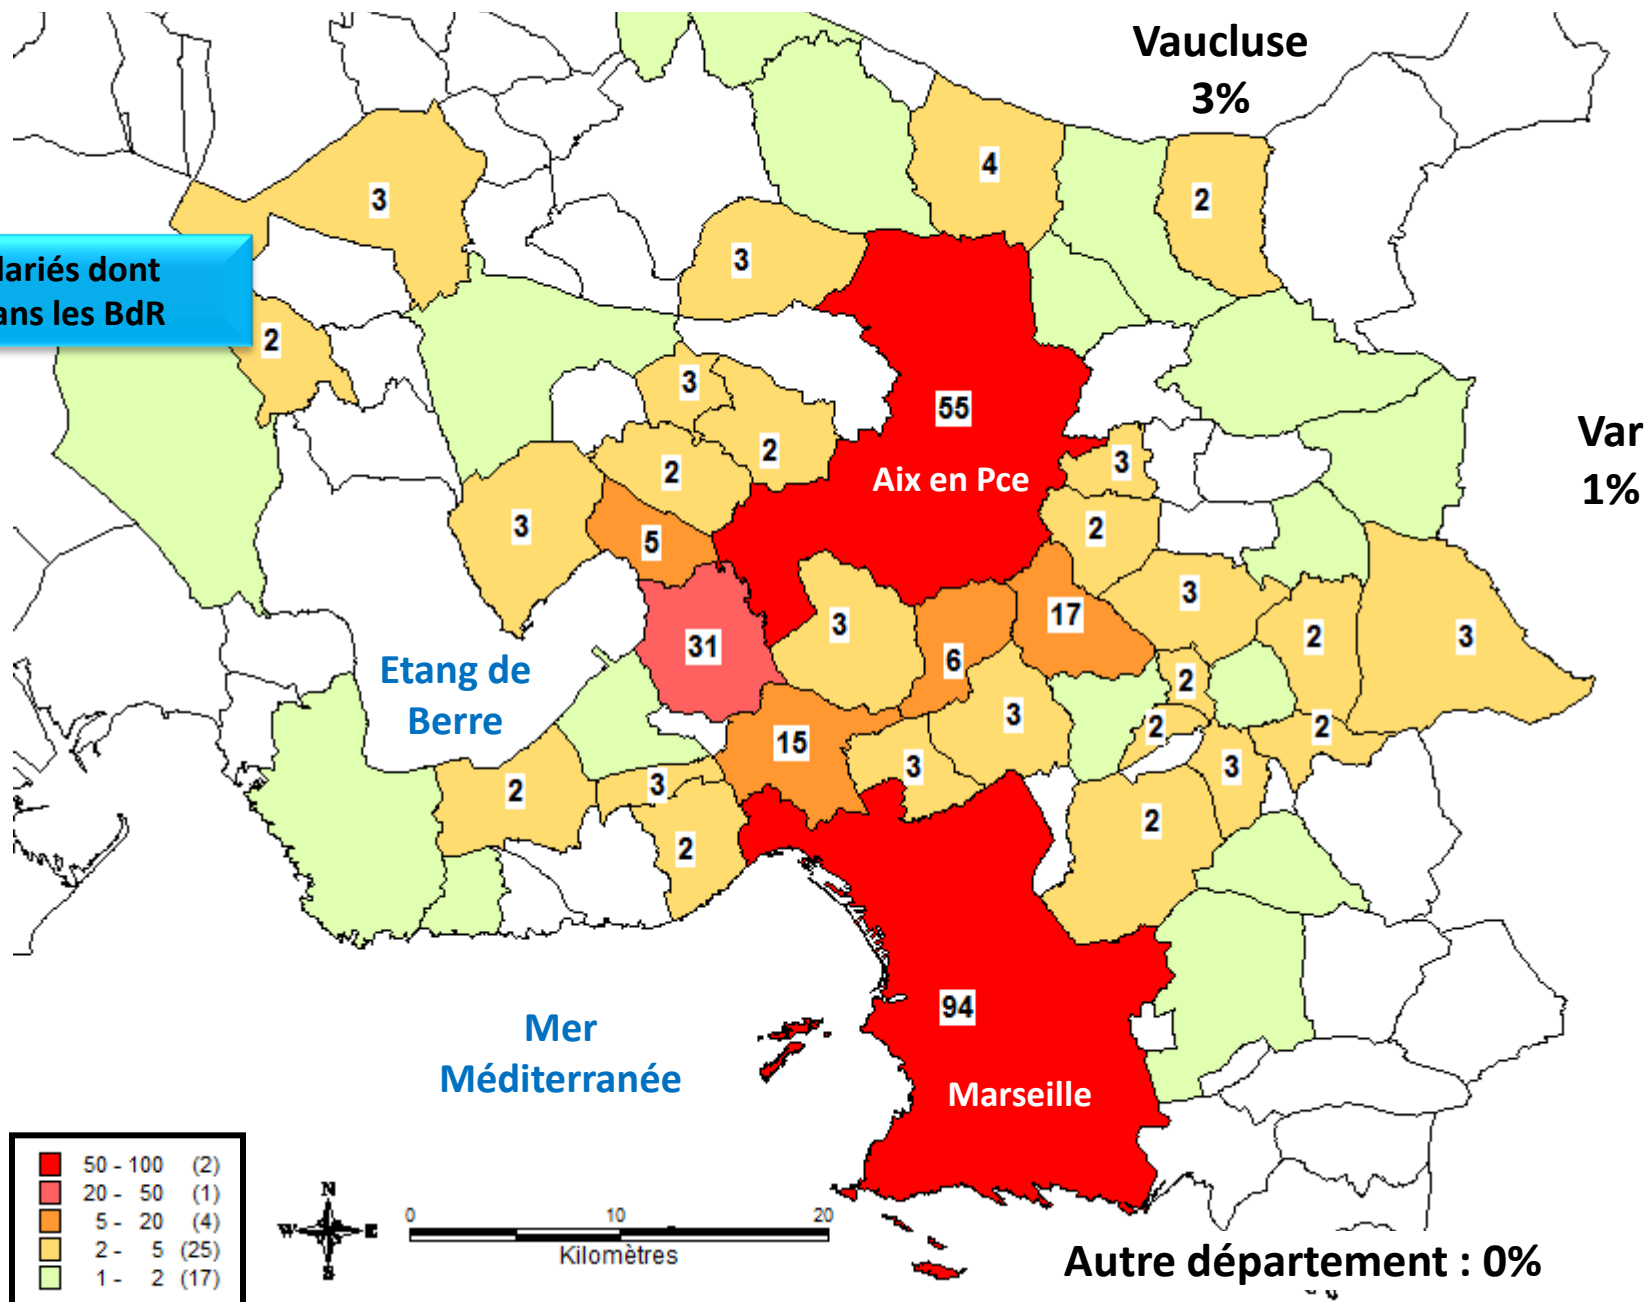 Vaucluse
3%
4
3
2
3
lariés dont
ans les BdR
2
3
55
2
Var
1%
3
2
Aix en Pce
3
2
5
3
17
3
2
3
31
6
2
Etang de
Berre
3
2
2
15
3
3
2
3
2
2
94
Mer
Méditerranée
Marseille
50 - 100 (2)
20 - 50 (1)
5 - 20 (4)
2 - 5 (25)
1 - 2 (17)
N
W E
S
0 10 20
Kilomètres
Autre département : 0%